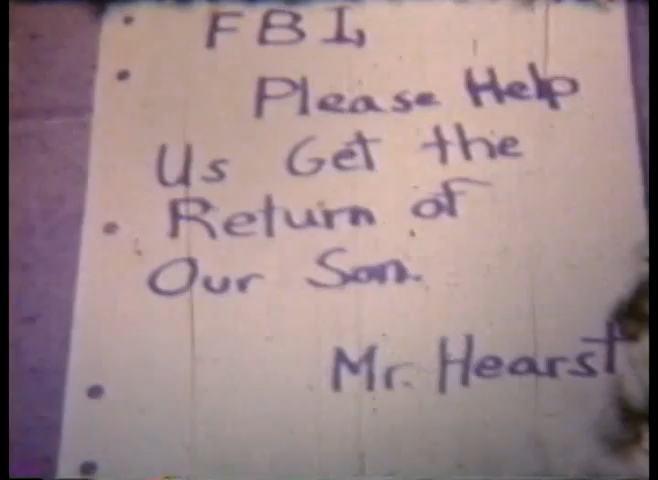 FBI,
Please Help
Us Get the
Return of
Our Son.
Mr. Hearst